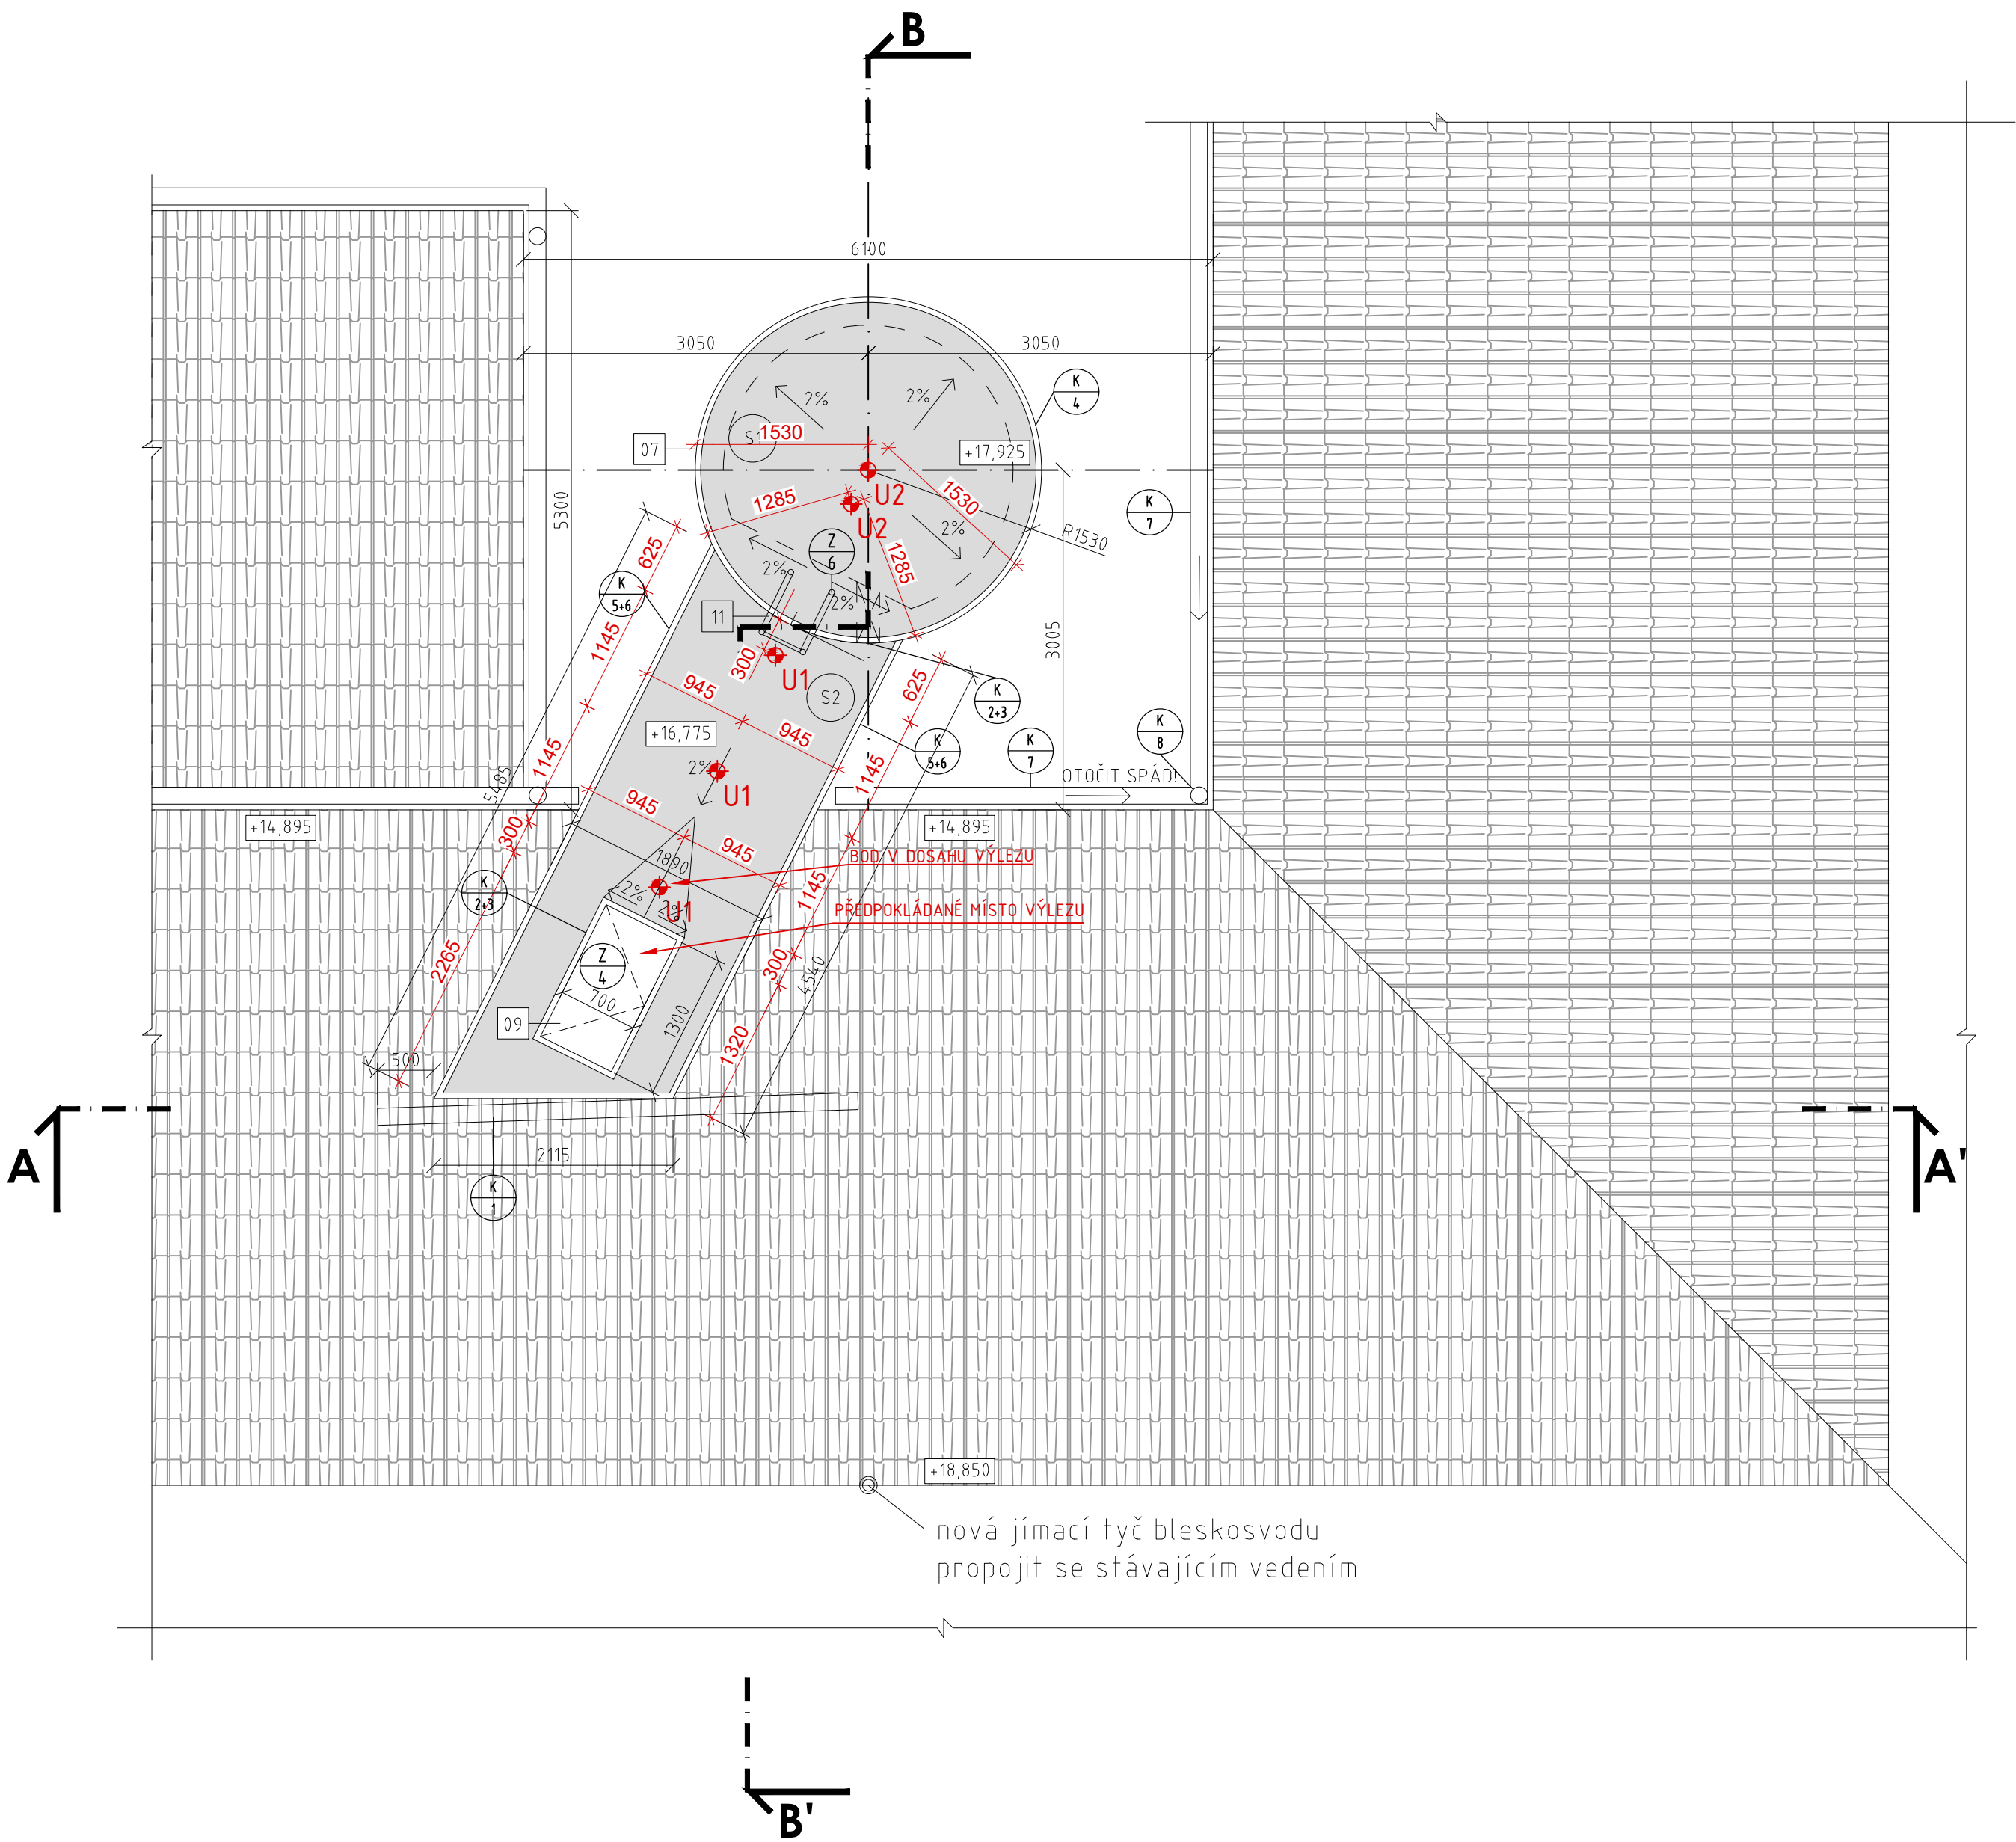 B
6100
3050
3050
K
4
2%
2%
S1
1530
07
+17,925
1285
U2
1530
K
7
U2
2%
R1530
5300
625
Z
6
1285
2%
K
5+6
2%
11
1145
3005
300
U1
945
S2
625
K
2+3
+16,775
945
K
5+6
K
7
K
8
1145
2%
1145
OTOČIT SPÁD!
5485
U1
945
+14,895
300
+14,895
945
BOD V DOSAHU VÝLEZU
1890
K
2+3
2%
1145
U1
2%
PŘEDPOKLÁDANÉ MÍSTO VÝLEZU
2265
Z
4
300
4540
700
09
1300
1320
500
A
A'
2115
K
1
+18,850
nová jímací tyč bleskosvodu
propojit se stávajícím vedením
B'